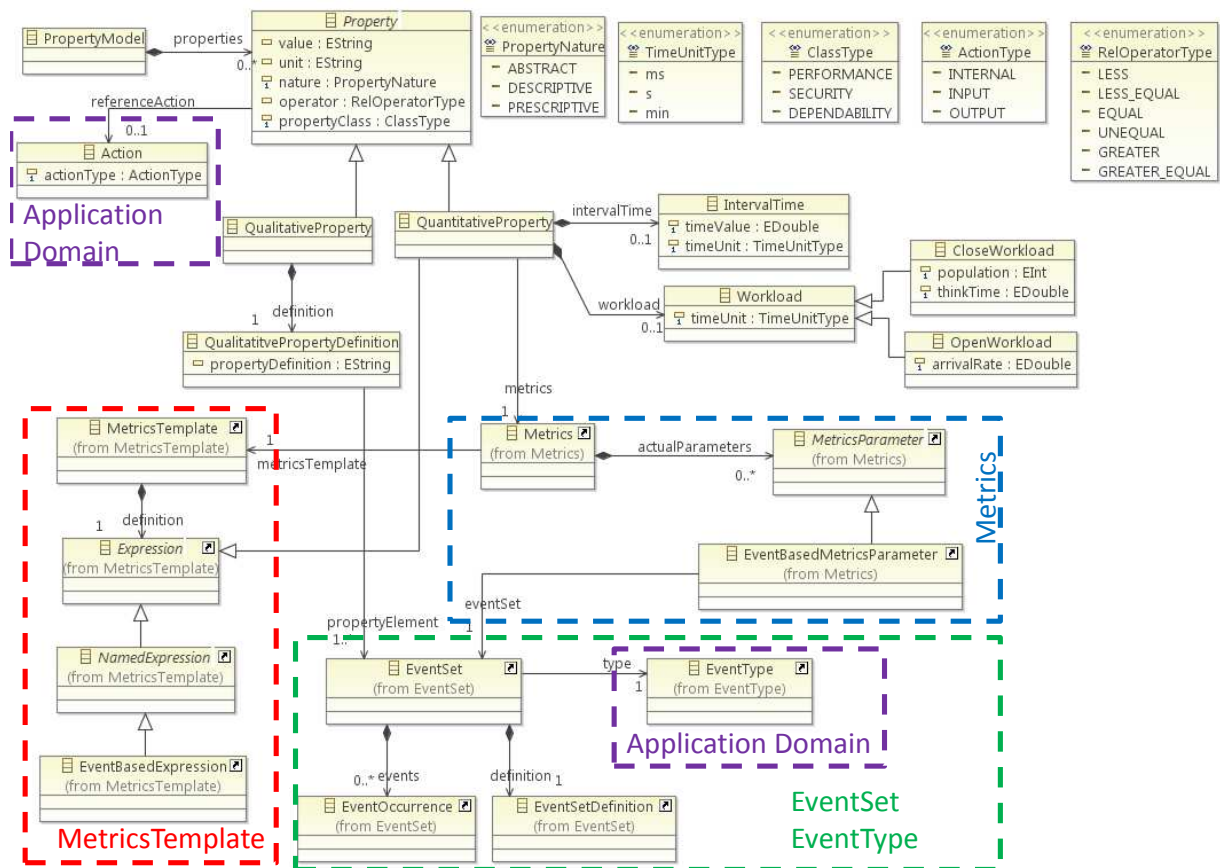 PropertyModel
properties
0..*
Property
value : EString
unit : EString
nature : PropertyNature
operator : RelOperatorType
propertyClass : ClassType
<<enumeration>>
PropertyNature
ABSTRACT
DESCRIPTIVE
PRESCRIPTIVE
<<enumeration>>
TimeUnitType
ms
s
min
<<enumeration>>
ClassType
PERFORMANCE
SECURITY
DEPENDABILITY
<<enumeration>>
ActionType
INTERNAL
INPUT
OUTPUT
<<enumeration>>
RelOperatorType
LESS
LESS_EQUAL
EQUAL
UNEQUAL
GREATER
GREATER_EQUAL
referenceAction
0..1
Action
actionType : ActionType
Application
Domain
QualitativeProperty
QuantitativeProperty
intervalTime
0..1
IntervalTime
timeValue : EDouble
timeUnit : TimeUnitType
workload
0..1
Workload
timeUnit : TimeUnitType
CloseWorkload
population : EInt
thinkTime : EDouble
OpenWorkload
arrivalRate : EDouble
definition
1
QualitatitvePropertyDefinition
propertyDefinition : EString
metrics
1
MetricsTemplate
(from MetricsTemplate)
1
metricsTemplate
Metrics
(from Metrics)
actualParameters
0..*
MetricsParameter
(from Metrics)
Metrics
definition
1
Expression
(from MetricsTemplate)
EventBasedMetricsParameter
(from Metrics)
eventSet
1
propertyElement
1..*
NamedExpression
(from MetricsTemplate)
EventSet
(from EventSet)
type
1
EventType
(from EventType)
Application Domain
EventBasedExpression
(from MetricsTemplate)
MetricsTemplate
0..*
events
definition
1
EventOccurrence
(from EventSet)
EventSetDefinition
(from EventSet)
EventSet
EventType